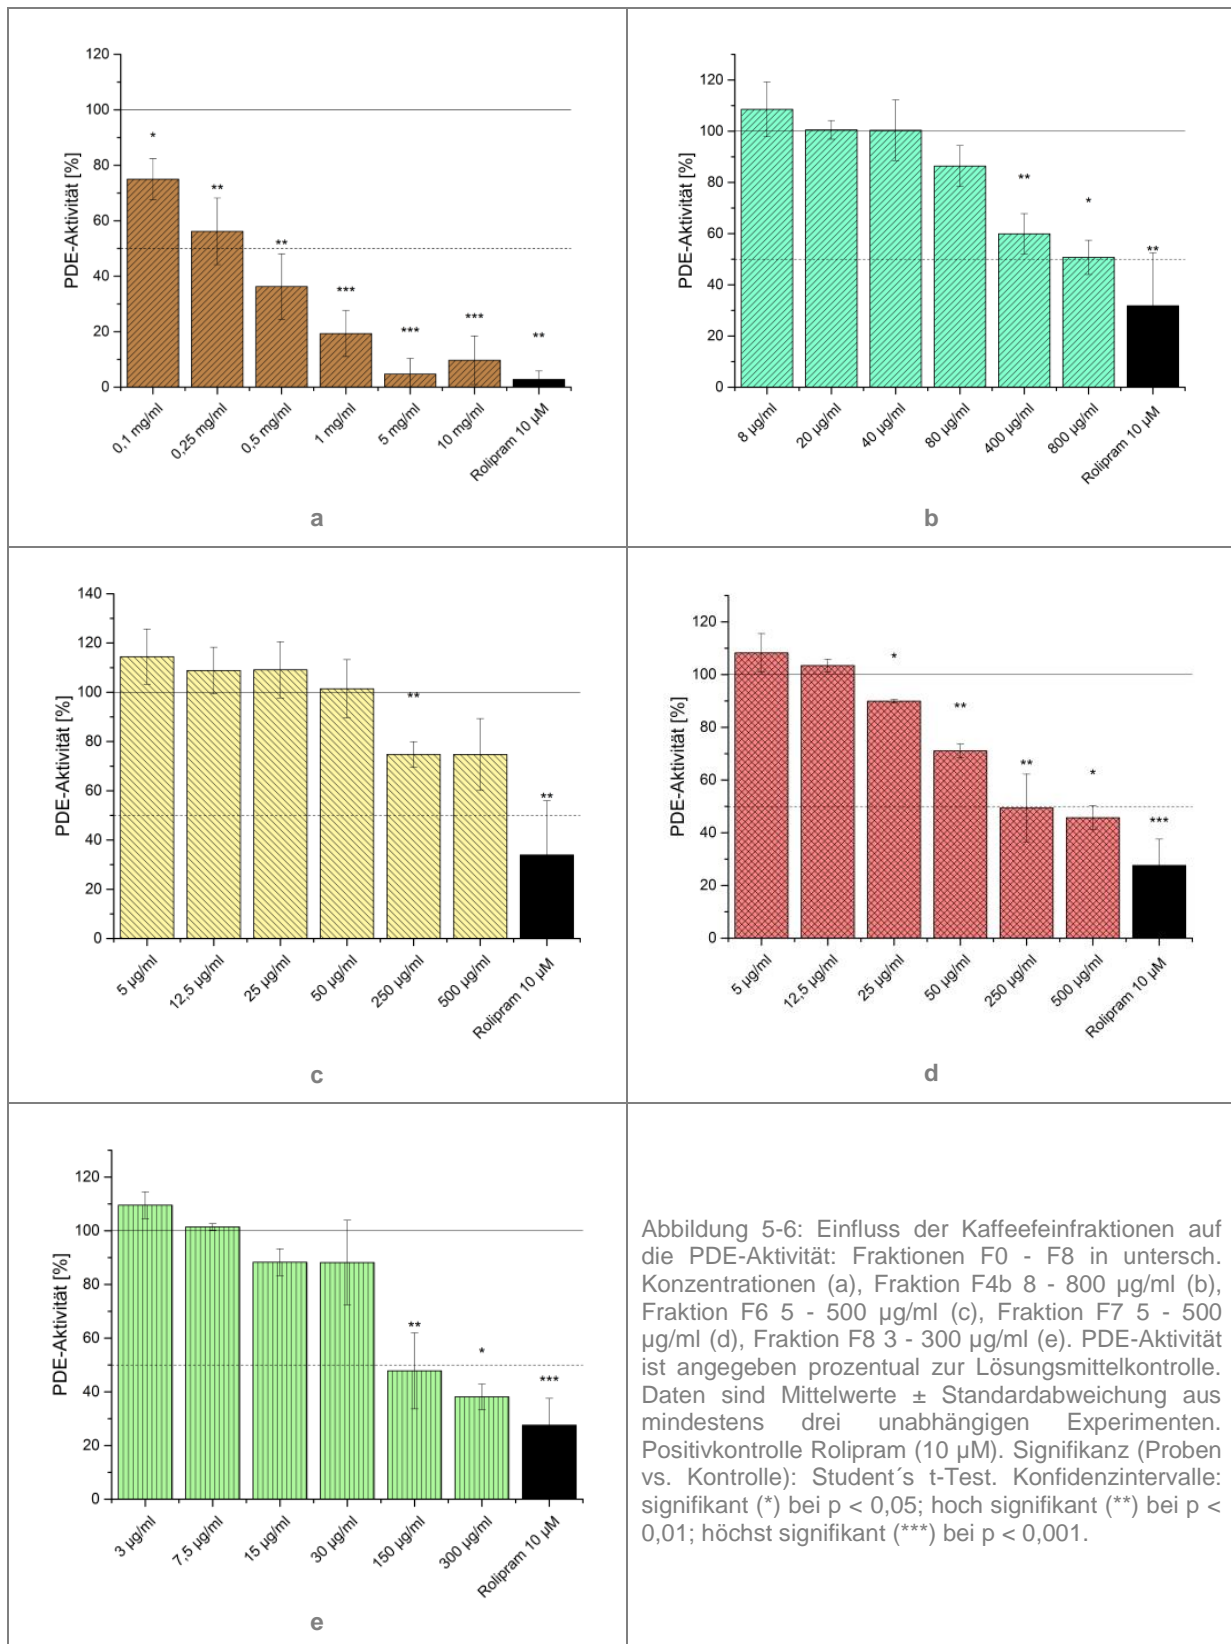 120
100
80
60
40
20
0
PDE-Aktivität [%]
*
**
**
***
***
***
**
0,1 mg/ml
0,25 mg/ml
0,5 mg/ml
1 mg/ml
5 mg/ml
10 mg/ml
Rolipram 10 µM
a
120
100
80
60
40
20
0
PDE-Aktivität [%]
**
*
**
8 µg/ml
20 µg/ml
40 µg/ml
80 µg/ml
400 µg/ml
800 µg/ml
Rolipram 10 µM
b
140
120
100
80
60
40
20
0
PDE-Aktivität [%]
**
**
5 µg/ml
12,5 µg/ml
25 µg/ml
50 µg/ml
250 µg/ml
500 µg/ml
Rolipram 10 µM
c
120
100
80
60
40
20
0
PDE-Aktivität [%]
*
**
**
*
***
5 µg/ml
12,5 µg/ml
25 µg/ml
50 µg/ml
250 µg/ml
500 µg/ml
Rolipram 10 µM
d
120
100
80
60
40
20
0
PDE-Aktivität [%]
**
*
***
3 µg/ml
7,5 µg/ml
15 µg/ml
30 µg/ml
150 µg/ml
300 µg/ml
Rolipram 10 µM
e
Abbildung 5-6: Einfluss der Kaffeefeinfraktionen auf
die PDE-Aktivität: Fraktionen F0 - F8 in untersch.
Konzentrationen (a), Fraktion F4b 8 - 800 µg/ml (b),
Fraktion F6 5 - 500 µg/ml (c), Fraktion F7 5 - 500
µg/ml (d), Fraktion F8 3 - 300 µg/ml (e). PDE-Aktivität
ist angegeben prozentual zur Lösungsmittelkontrolle.
Daten sind Mittelwerte ± Standardabweichung aus
mindestens drei unabhängigen Experimenten.
Positivkontrolle Rolipram (10 µM). Signifikanz (Proben
vs. Kontrolle): Student´s t-Test. Konfidenzintervalle:
signifikant (*) bei p < 0,05; hoch signifikant (**) bei p <
0,01; höchst signifikant (***) bei p < 0,001.